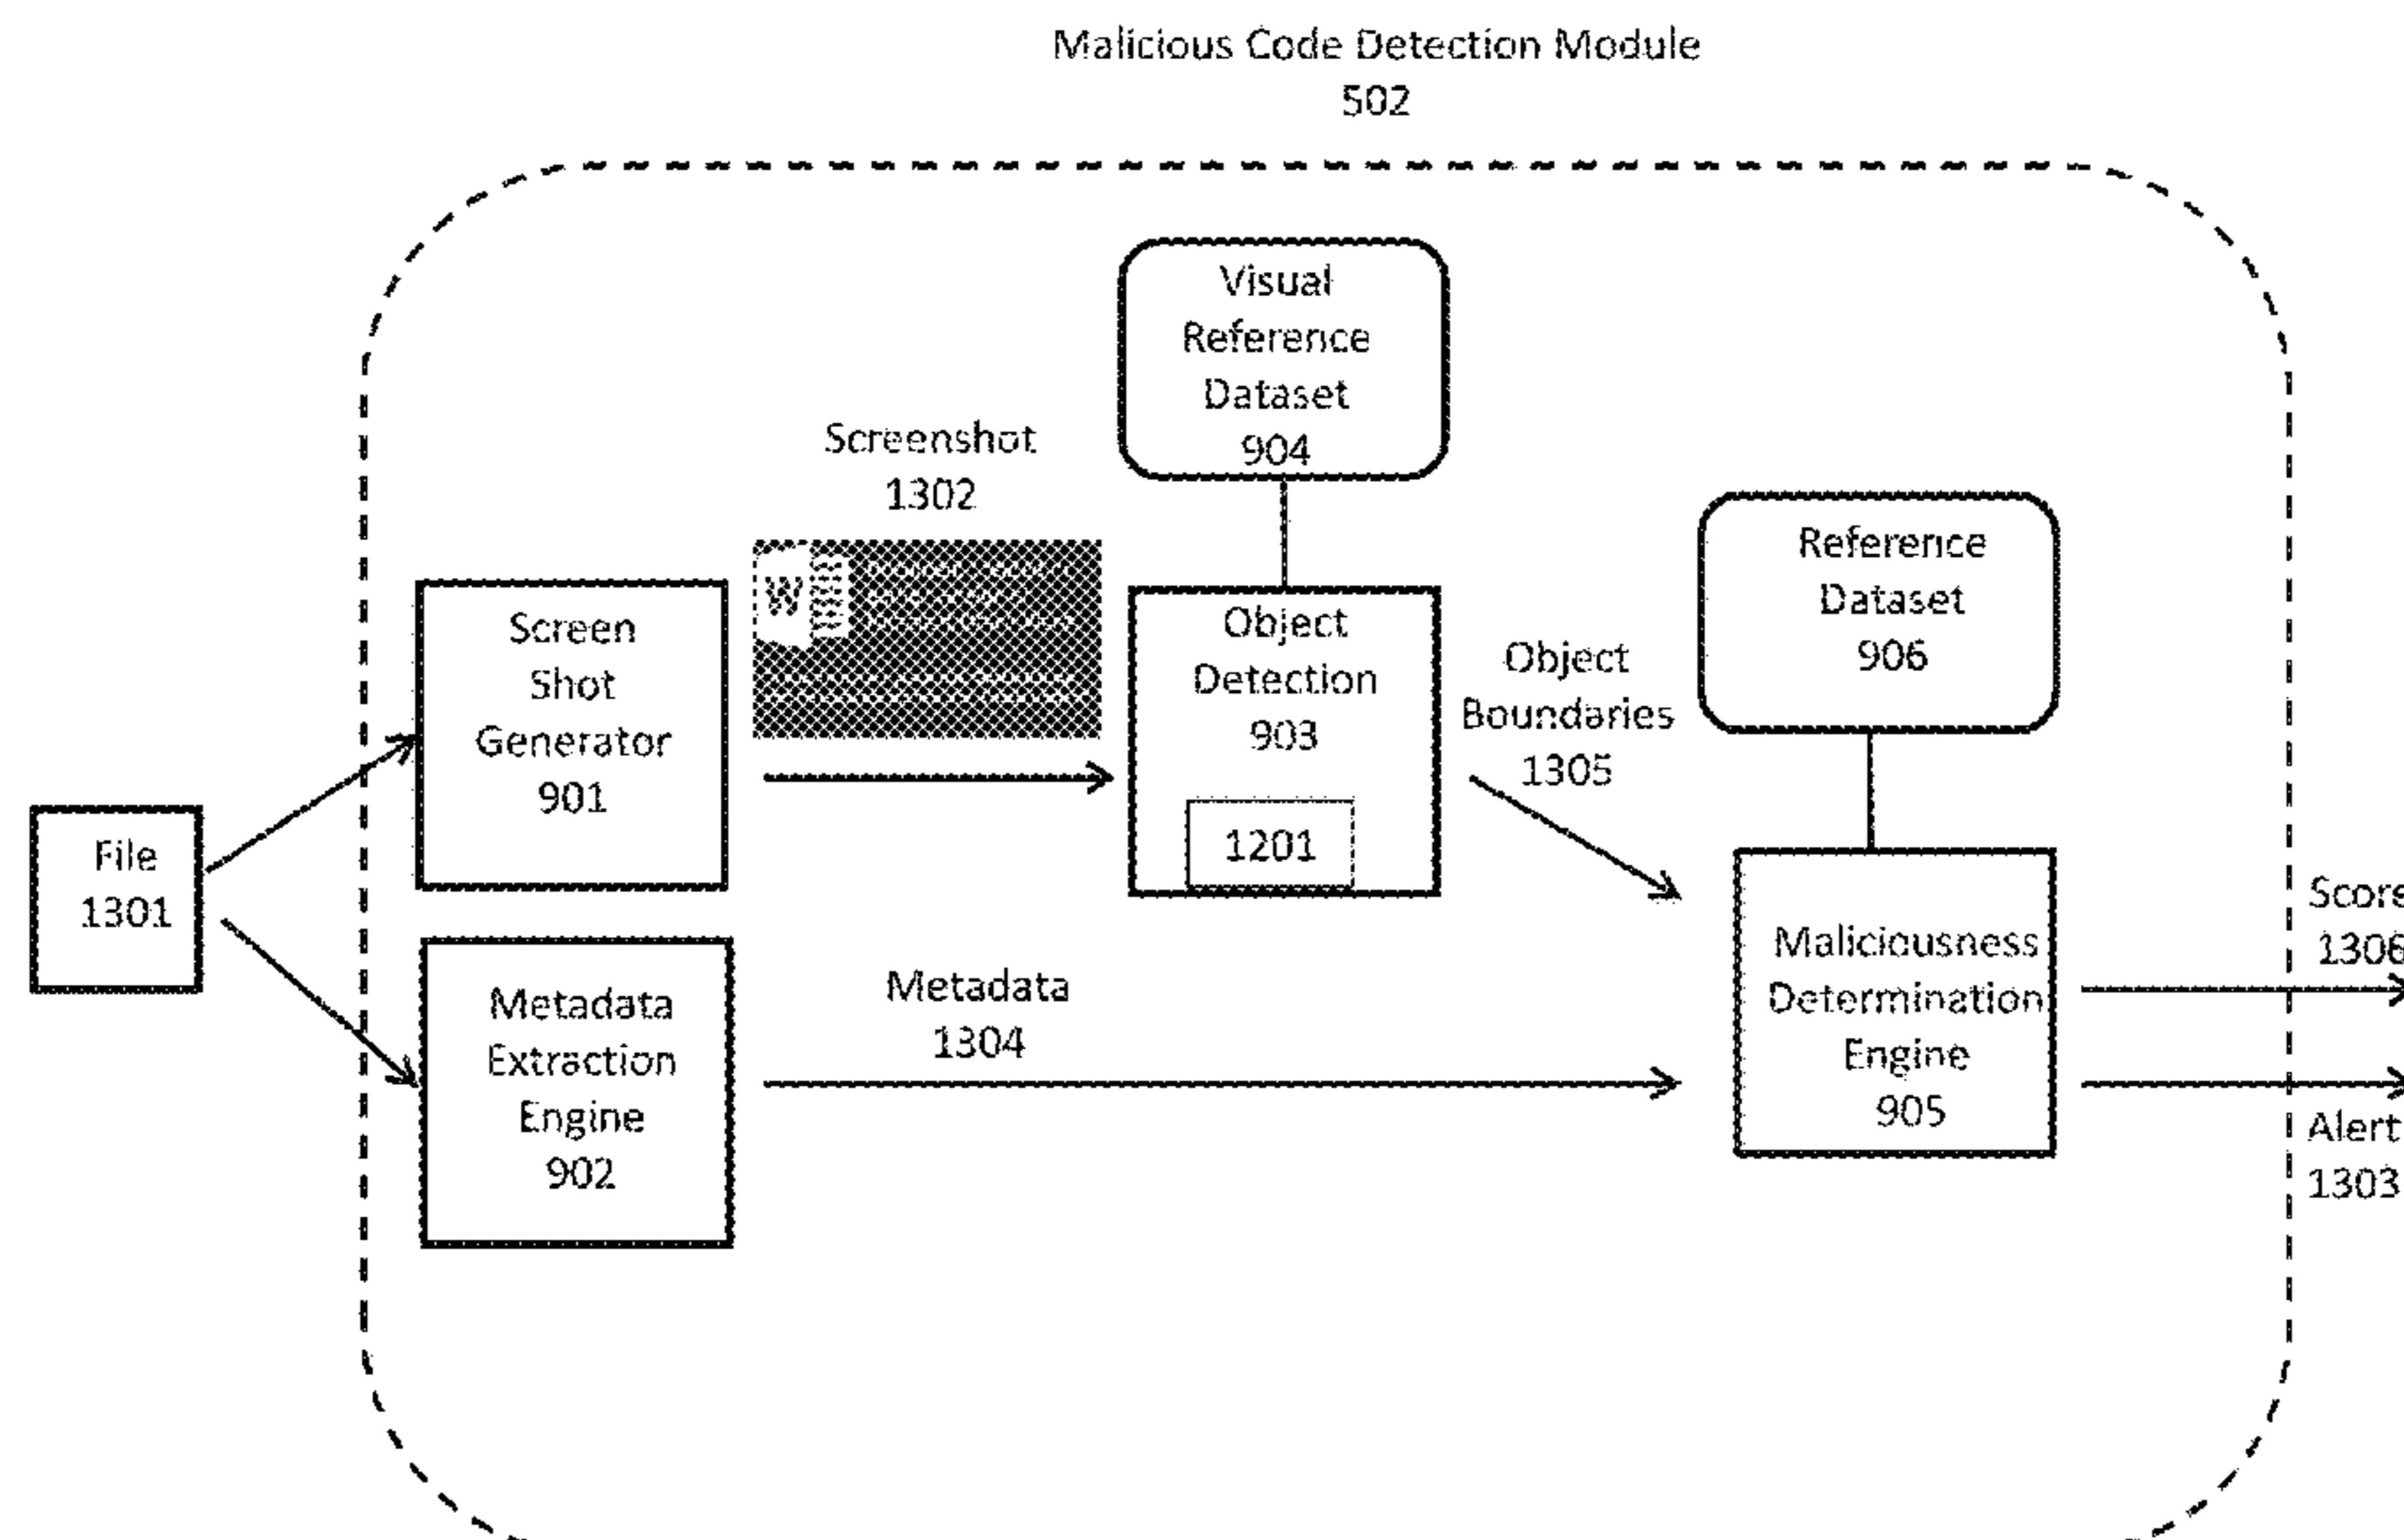 Malicious Code Detection Module
502
Visual
Reference
Dataset
904
Screenshot
1302
W
Reference
Dataset
906
Screen
Shot
Generator
901
Object
Detection
903
1201
Object
Boundaries
1305
File
1301
Metadata
Extraction
Engine
902
Metadata
1304
Maliciousness
Determination
Engine
905
Score
1306
Alert
1303